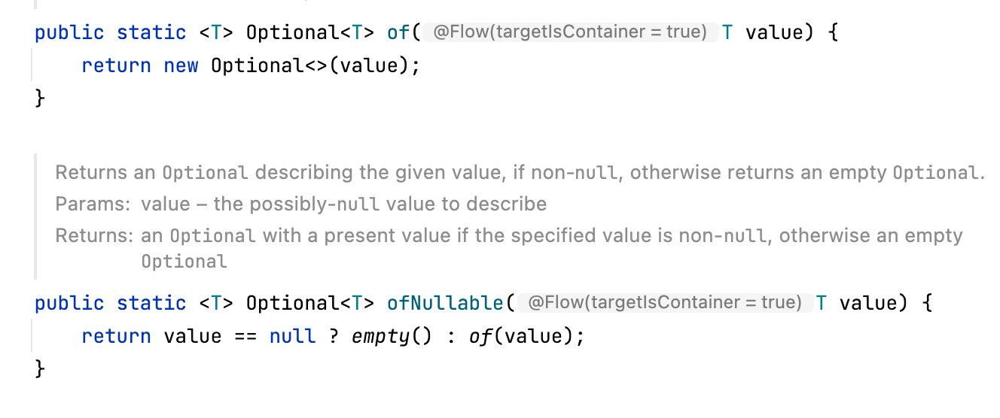 public static <T> Optional<T> of( @Flow(targetIsContainer = true) T value) {
return new Optional<>(value);
}
Returns an Optional describing the given value, if non-null, otherwise returns an empty Optional.
Params: value – the possibly-null value to describe
Returns: an Optional with a present value if the specified value is non-null, otherwise an empty
Optional
public static <T> Optional<T> ofNullable( @Flow(targetIsContainer = true) T value) {
return value == null ? empty() : of(value);
}